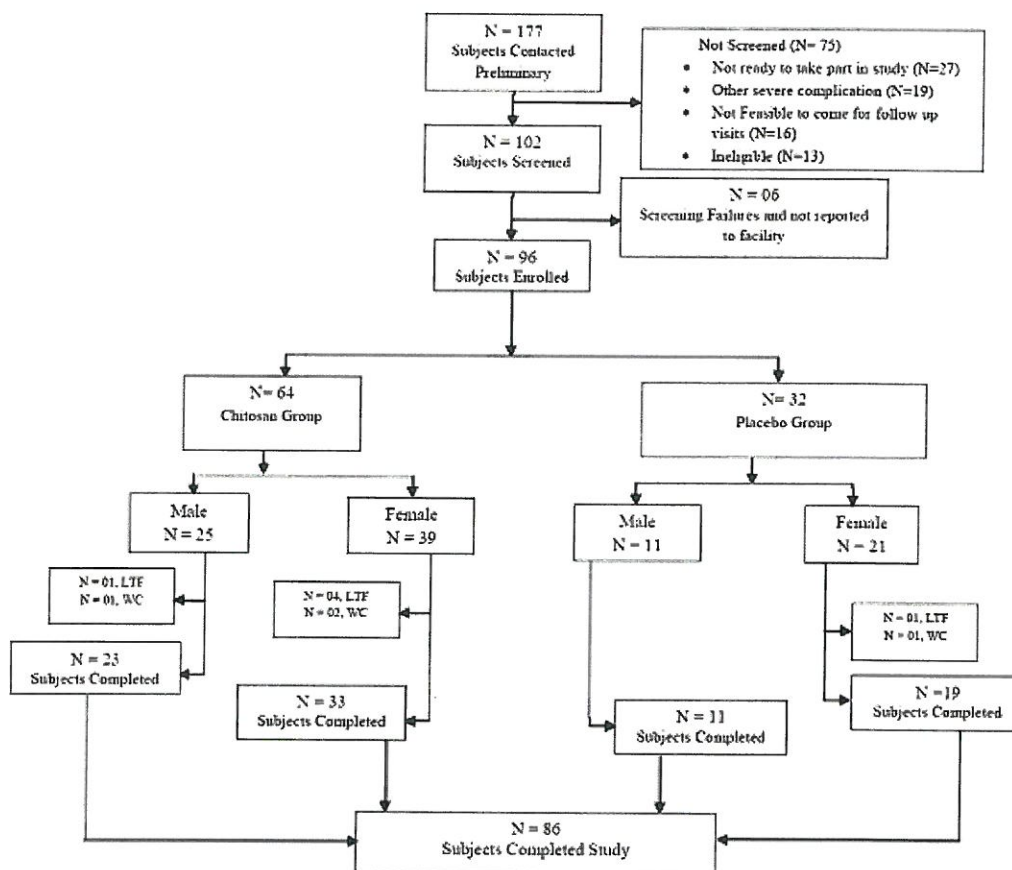 N = 177
Subjects Contacted
Preliminary
Not Screened (N= 75)
• Not ready to take part in study (N=27)
• Other severe complication (N=19)
• Not Feasible to come for follow up
visits (N=16)
• Ineligible (N=13)
N = 102
Subjects Screened
N = 06
Screening Failures and not reported
to facility
N = 96
Subjects Enrolled
N= 64
Chitosan Group
N= 32
Placebo Group
Male
N = 25
Female
N = 39
Male
N = 11
Female
N = 21
N = 01, LTF
N = 01, WC
N = 04, LTF
N = 02, WC
N = 01, LTF
N = 01, WC
N = 23
Subjects Completed
N = 33
Subjects Completed
N = 11
Subjects Completed
N =19
Subjects Completed
N = 86
Subjects Completed Study